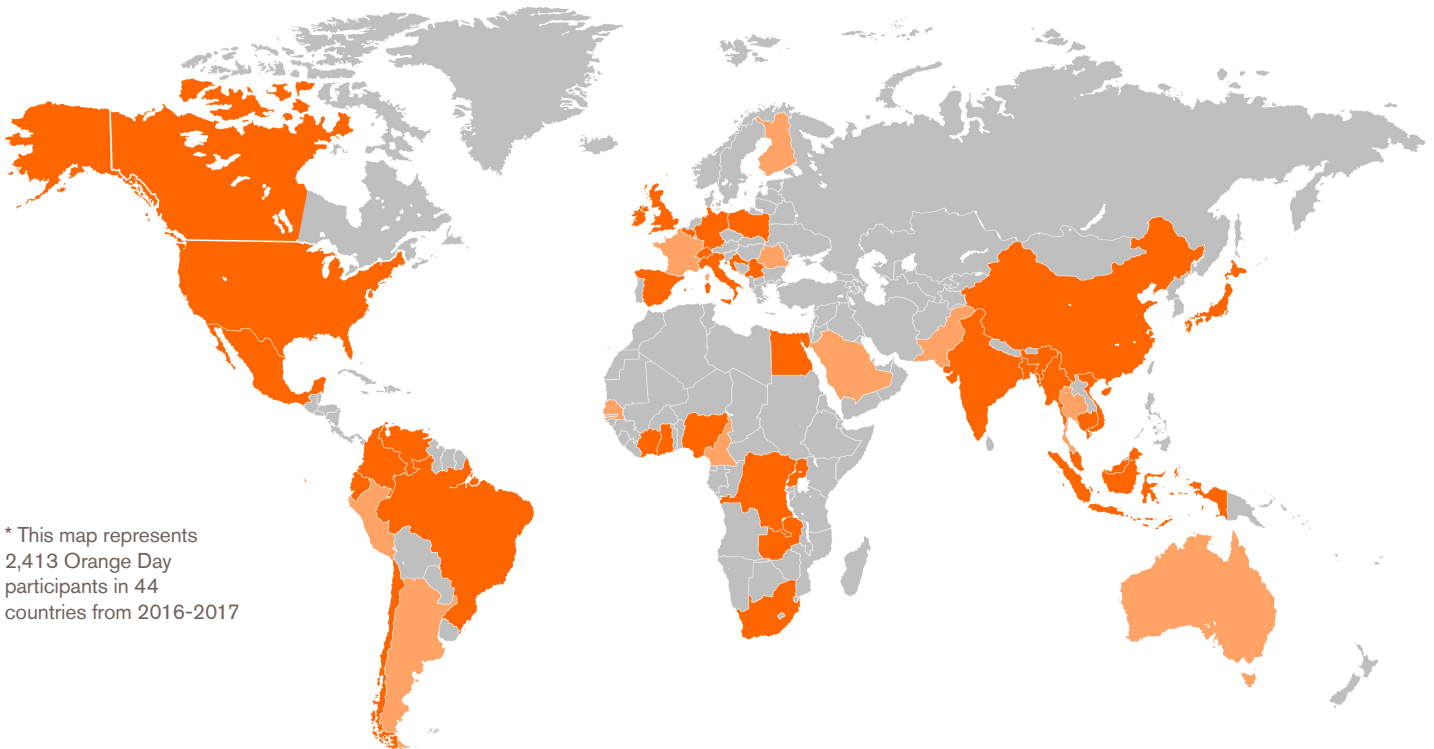 * This map represents
2,413 Orange Day
participants in 44
countries from 2016-2017